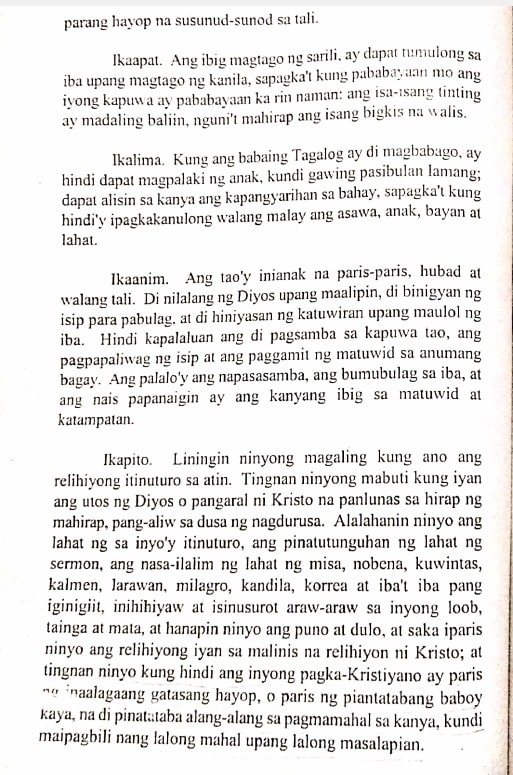 parang hayop na susunud-sunod sa tali.
Ikaapat. Ang ibig magtago ng sarili, ay dapat tumulong sa
iba upang magtago ng kanila, sapagka't kung pababayaan mo ang
iyong kapuwa ay pababayaan ka rin naman: ang isa-isang tinting
ay madaling baliin, nguni't mahirap ang isang bigkis na walis.
Ikalima. Kung ang babaing Tagalog ay di magbabago, ay
hindi dapat magpalaki ng anak, kundi gawing pasibulan lamang;
dapat alisin sa kanya ang kapangyarihan sa bahay, sapagka't kung
hindi'y ipagkakanulong walang malay ang asawa, anak, bayan at
lahat.
Ikaanim. Ang tao'y inianak na paris-paris, hubad at
walang tali. Di nilalang ng Diyos upang maalipin, di binigyan ng
isip para pabulag, at di hiniyasan ng katuwiran upang maulol ng
iba. Hindi kapalaluan ang di pagsamba sa kapuwa tao, ang
pagpapaliwag ng isip at ang paggamit ng matuwid sa anumang
bagay. Ang palalo'y ang napasasamba, ang bumubulag sa iba, at
ang nais papanaigin ay ang kanyang ibig sa matuwid at
katampatan.
Ikapito. Liningin ninyong magaling kung ano ang
relihiyong itinuturo sa atin. Tingnan ninyong mabuti kung iyan
ang utos ng Diyos o pangaral ni Kristo na panlunas sa hirap ng
mahirap, pang-aliw sa dusa ng nagdurusa. Alalahanin ninyo ang
lahat ng sa inyo'y itinuturo, ang pinatutunguhan ng lahat ng
sermon, ang nasa-ilalim ng lahat ng misa, nobena, kuwintas,
kalmen, larawan, milagro, kandila, korrea at iba't iba pang
iginigiit, inihihiyaw at isinusurot araw-araw sa inyong loob,
tainga at mata, at hanapin ninyo ang puno at dulo, at saka iparis
ninyo ang relihiyong iyan sa malinis na relihiyon ni Kristo; at
tingnan ninyo kung hindi ang inyong pagka-Kristiyano ay paris
ng inaalagaang gatasang hayop, o paris ng piantatabang baboy
kaya, na di pinatataba alang-alang sa pagmamahal sa kanya, kundi
maipagbili nang lalong mahal upang lalong masalapian.